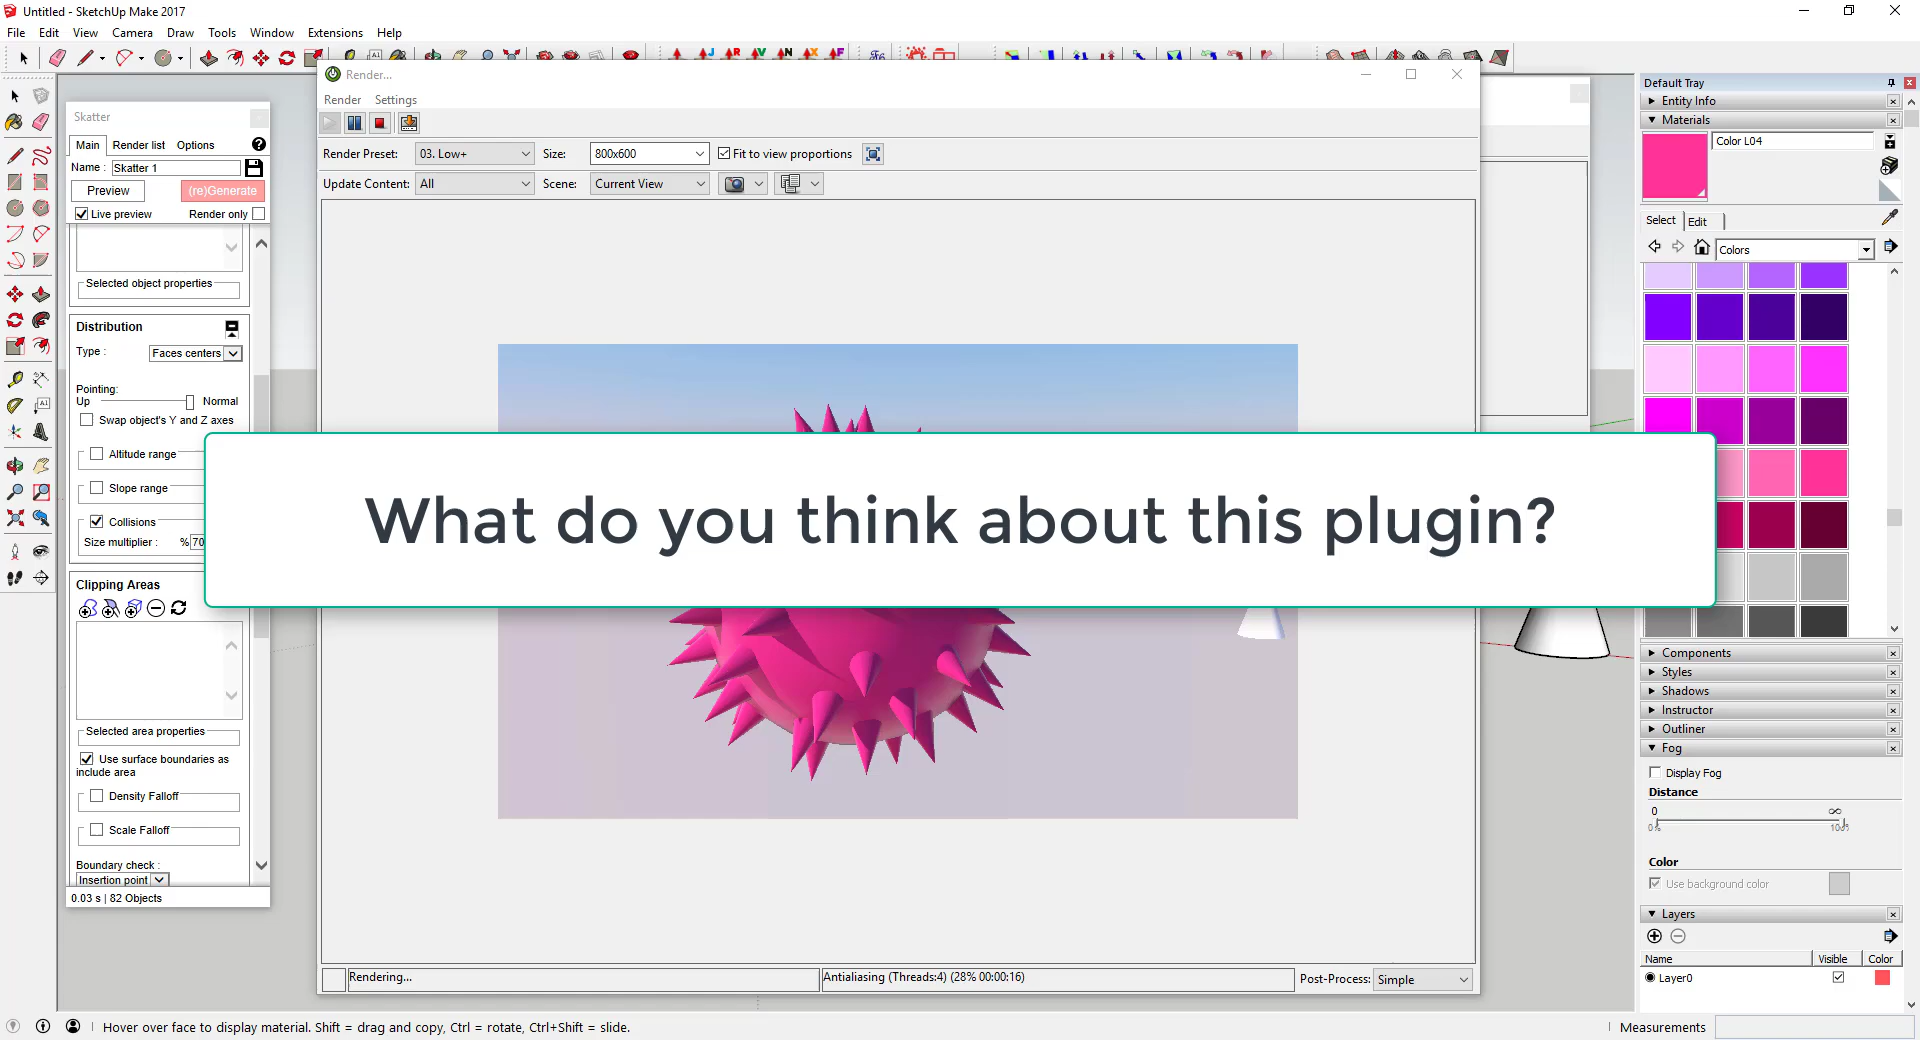 Untitled - SketchUp Make 2017
File Edit View Camera Draw Tools Window Extensions Help
Render...
Render Settings
Render Preset: 03. Low+ Size: 800x600 Fit to view proportions
Update Content: All Scene: Current View
Skatter
Main Render list Options
Name : Skatter 1
Preview (re)Generate
Live preview Render only
Selected object properties
Distribution
Type : Faces centers
Pointing:
Up Normal
Swap object's Y and Z axes
Altitude range
Slope range
Collisions
Size multiplier : %70
Clipping Areas
Selected area properties
Use surface boundaries as
include area
Density Falloff
Scale Falloff
Boundary check :
Insertion point
0.03 s | 82 Objects
What do you think about this plugin?
Rendering... Antialiasing (Threads:4) (28% 00:00:16) Post-Process: Simple
Default Tray
Entity Info
Materials
Color L04
Select Edit
Colors
Components
Styles
Shadows
Instructor
Outliner
Fog
Display Fog
Distance
0 ∞
0% 100%
Color
Use background color
Layers
Name Visible Color
Layer0
Hover over face to display material. Shift = drag and copy, Ctrl = rotate, Ctrl+Shift = slide.
Measurements